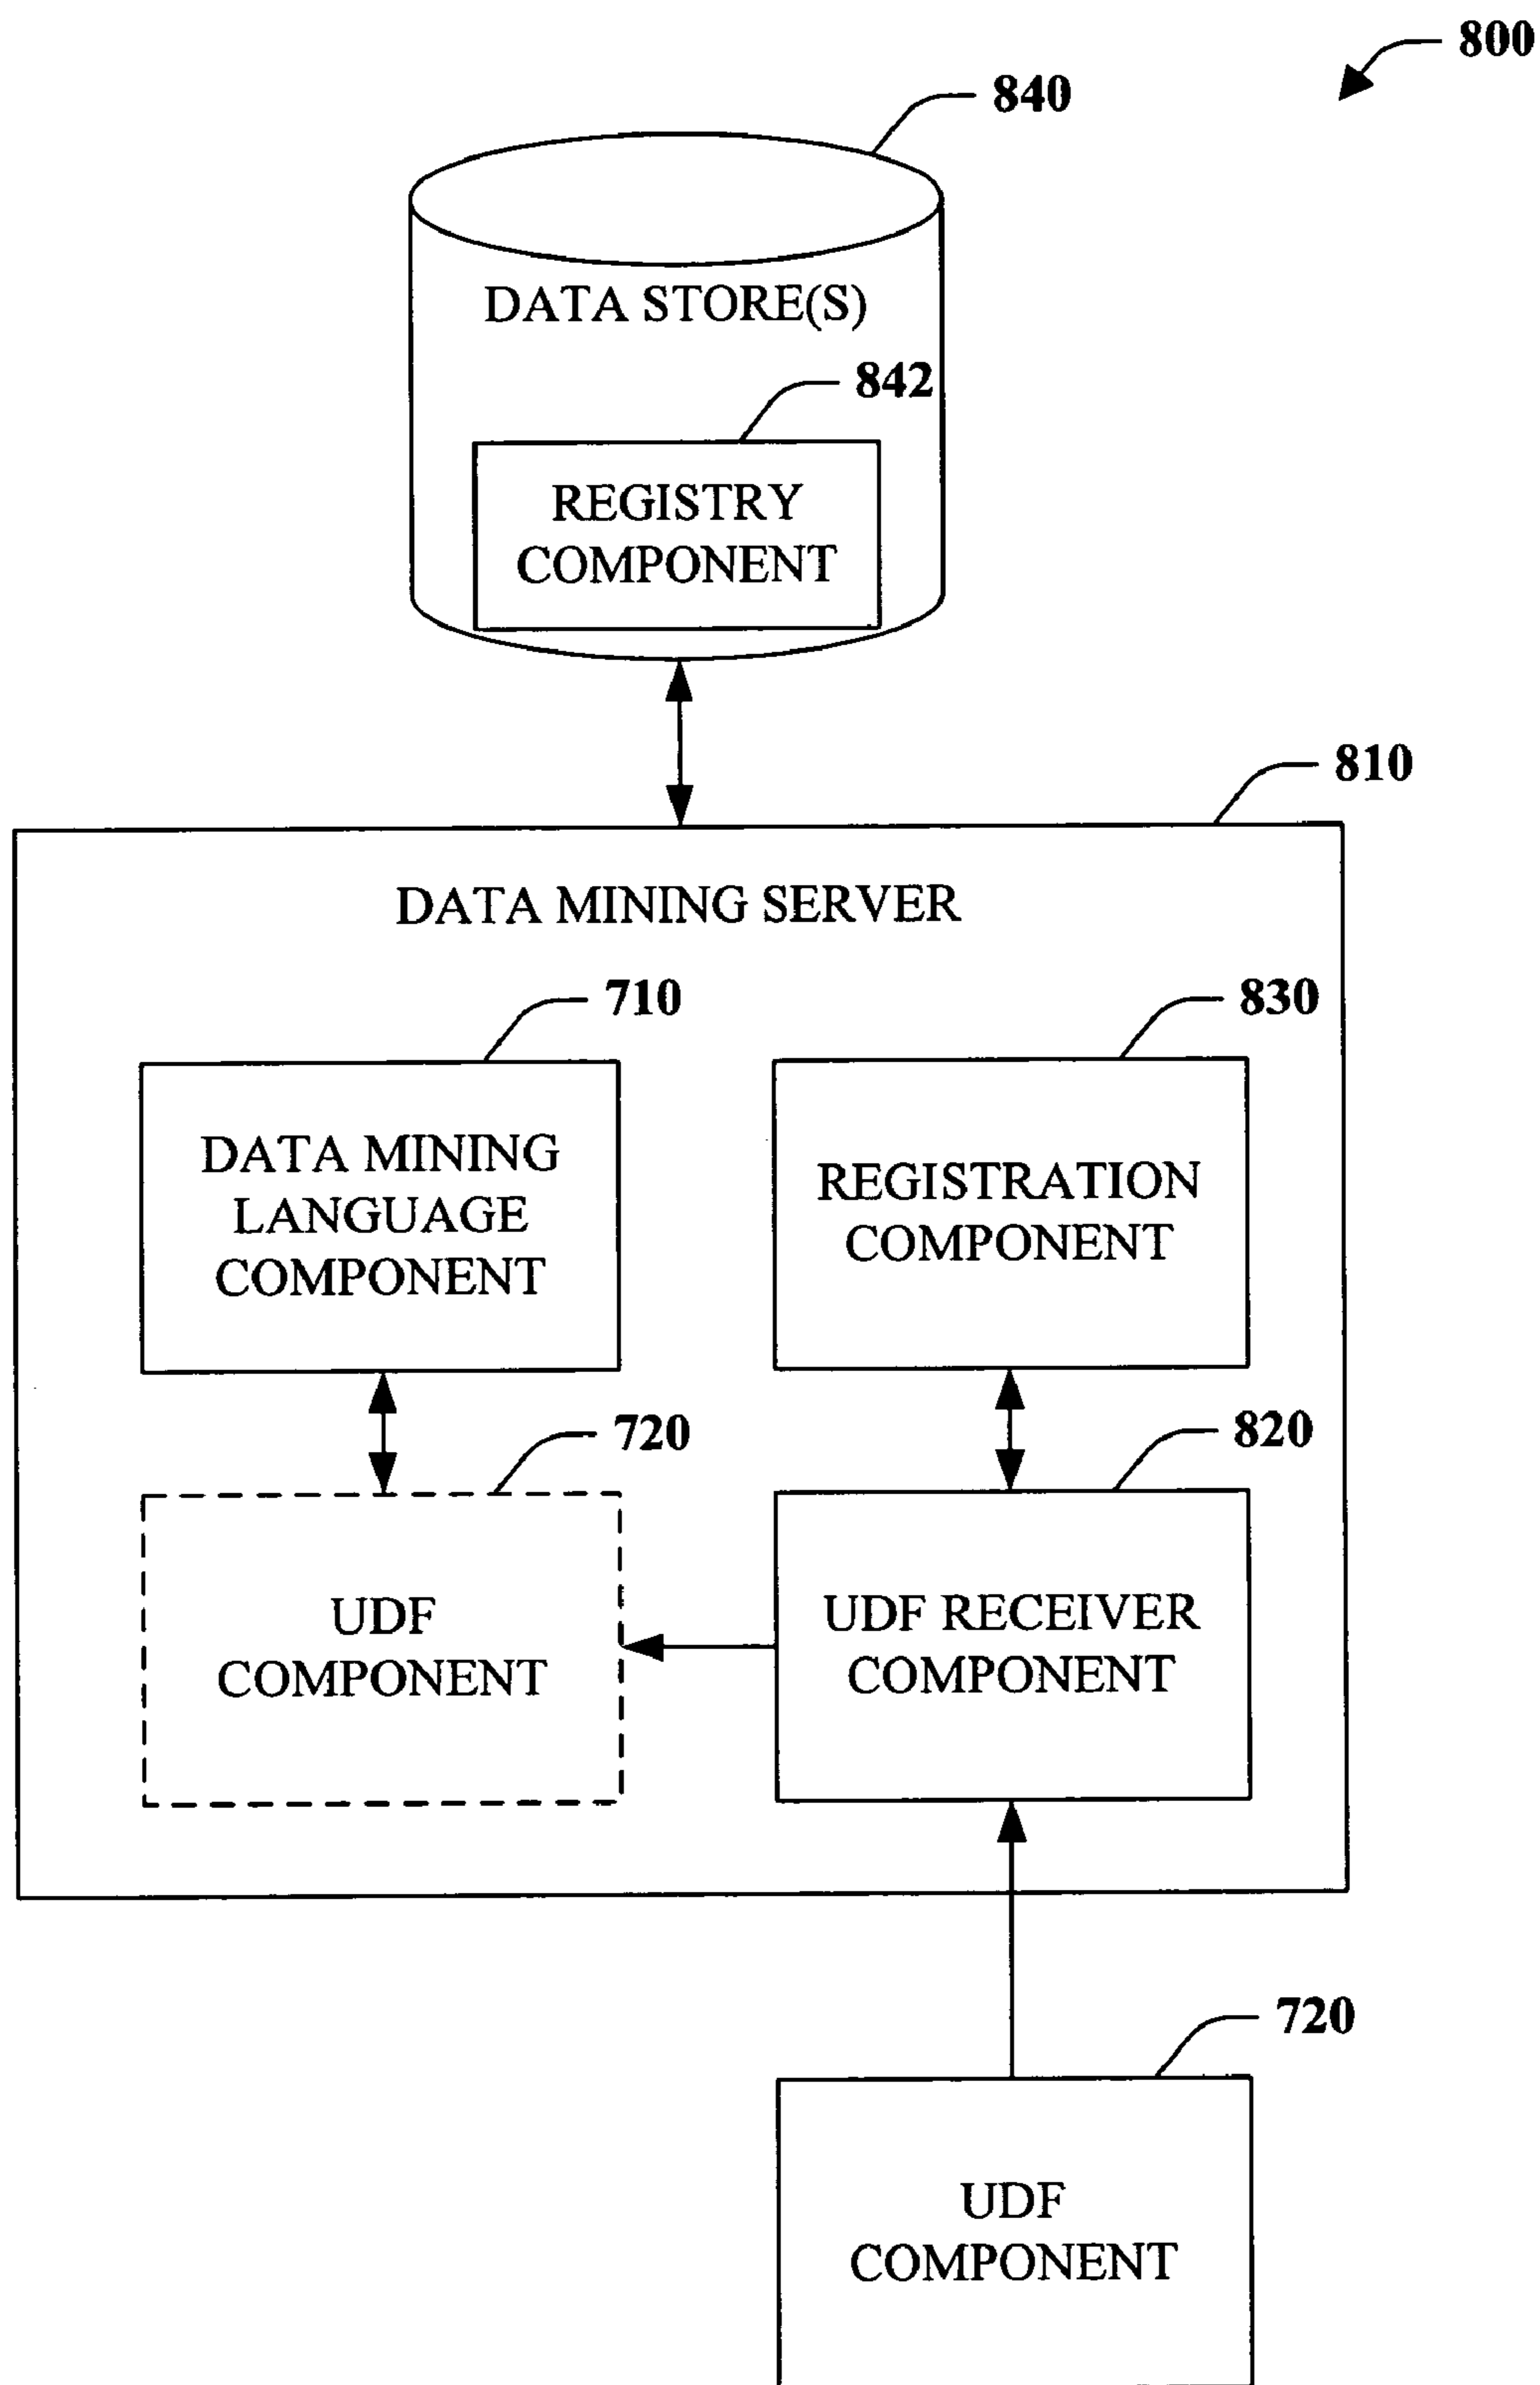 800
840
DATA STORE(S)
842
REGISTRY
COMPONENT
810
DATA MINING SERVER
710
830
DATA MINING
LANGUAGE
COMPONENT
REGISTRATION
COMPONENT
720
820
UDF
COMPONENT
UDF RECEIVER
COMPONENT
720
UDF
COMPONENT